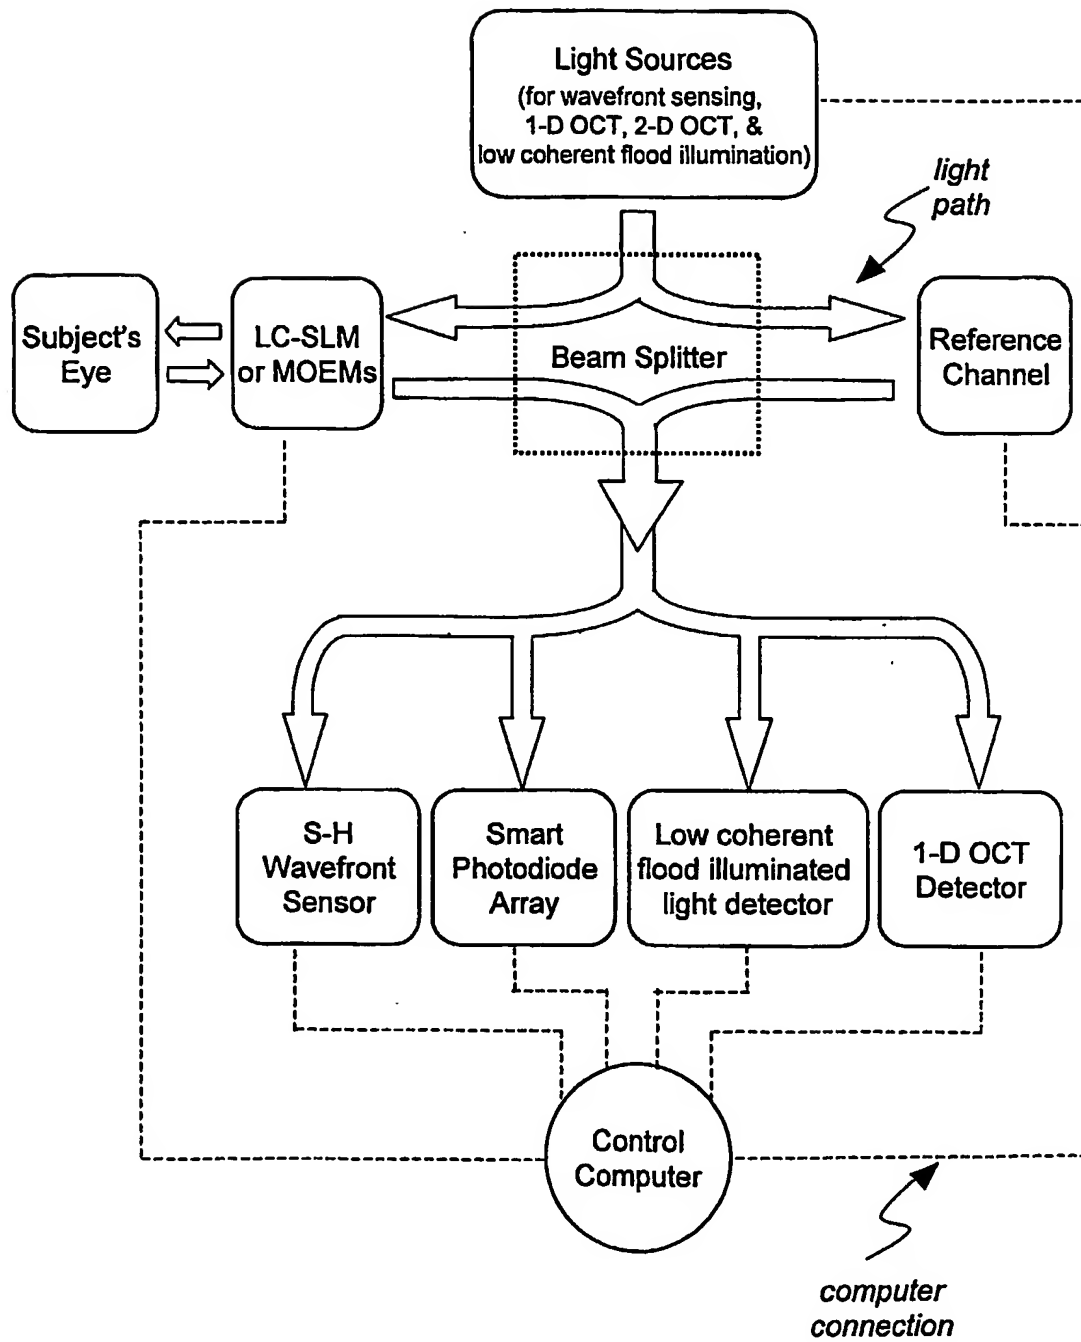 Light Sources
(for wavefront sensing,
1-D OCT, 2-D OCT, &
low coherent flood illumination)
light
path
Subject's
Eye
LC-SLM
or MOEMs
Beam Splitter
Reference
Channel
S-H
Wavefront
Sensor
Smart
Photodiode
Array
Low coherent
flood illuminated
light detector
1-D OCT
Detector
Control
Computer
computer
connection